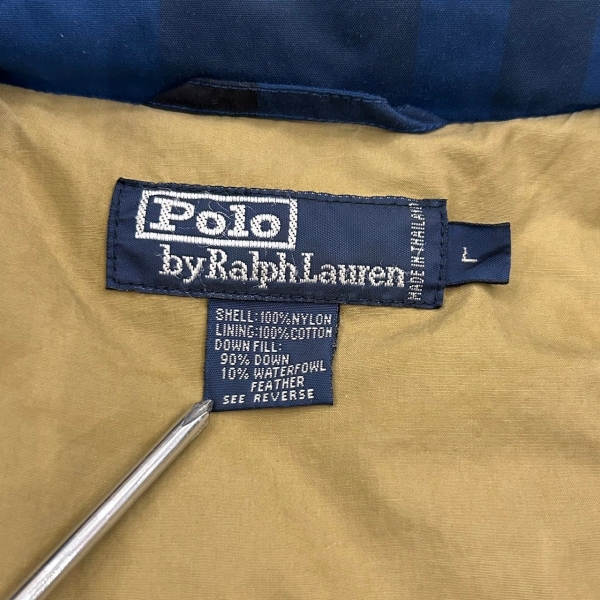 Polo
by Ralph Lauren
MADE IN THAILAND
L
SHELL: 100% NYLON
LINING: 100% COTTON
DOWN FILL:
90% DOWN
10% WATERFOWL
FEATHER
SEE REVERSE